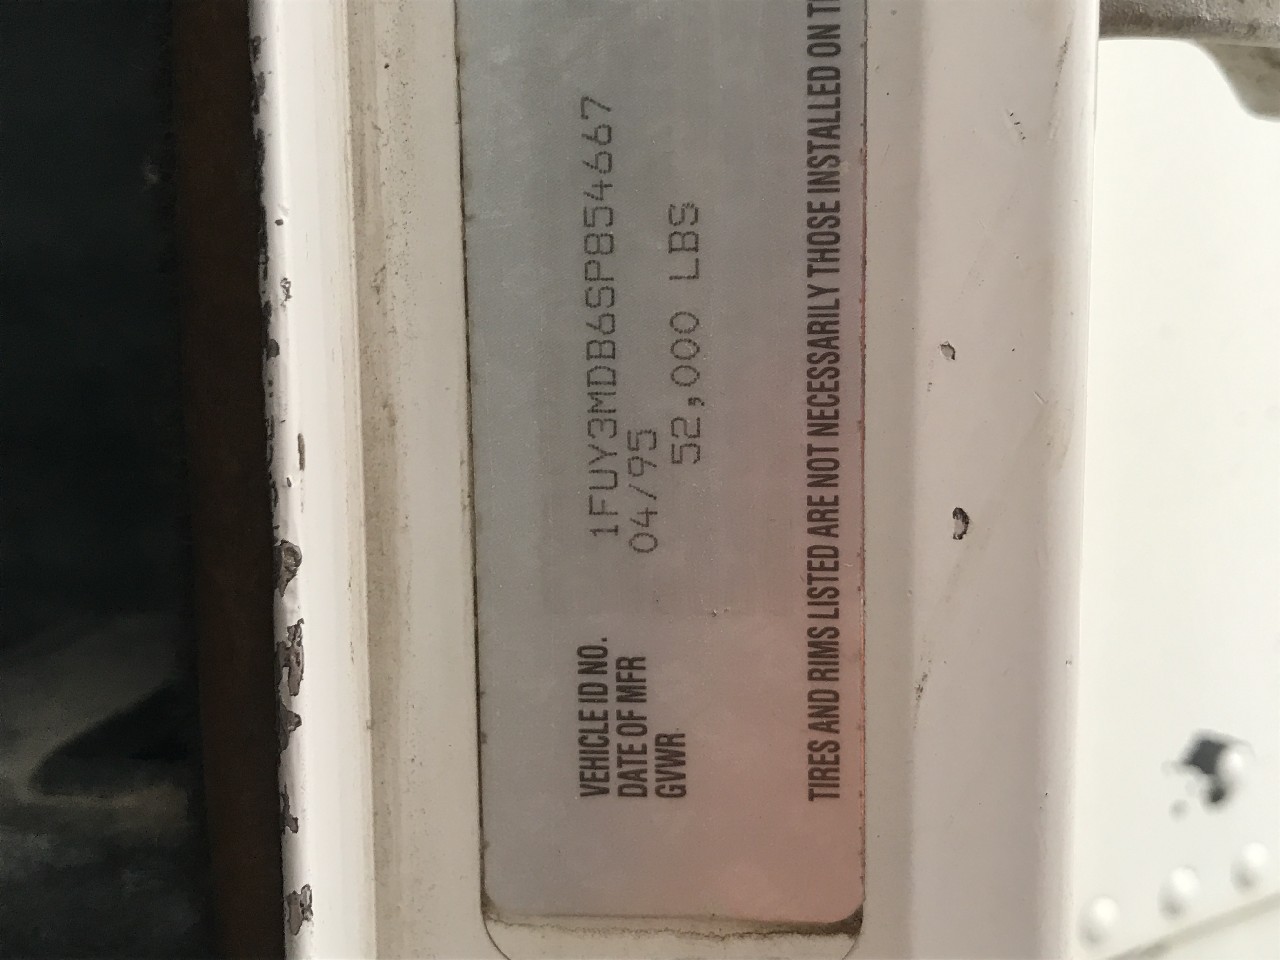 VEHICLE ID NO. 1FUY3MDB6SP854667
DATE OF MFR 04/95
GVWR 52,000 LBS
TIRES AND RIMS LISTED ARE NOT NECESSARILY THOSE INSTALLED ON